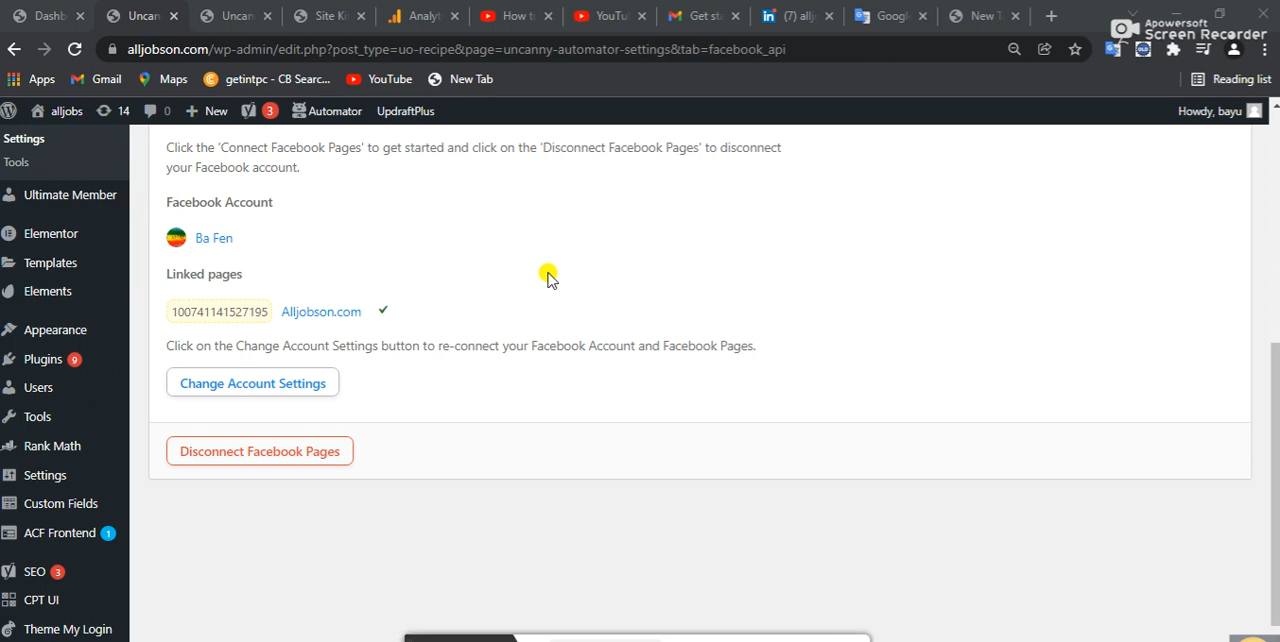 Dashb
Uncan
Uncan
Site Ki
Analyt
How to
YouTu
Get sta
(7) allj
Googl
New T
Apowersoft
Screen Recorder
alljobson.com/wp-admin/edit.php?post_type=uo-recipe&page=uncanny-automator-settings&tab=facebook_api
Apps
Gmail
Maps
getintpc - CB Searc...
YouTube
New Tab
Reading list
alljobs
14
0
New
3
Automator
UpdraftPlus
Howdy, bayu
Settings
Tools
Ultimate Member
Elementor
Templates
Elements
Appearance
Plugins 9
Users
Tools
Rank Math
Settings
Custom Fields
ACF Frontend 1
SEO 3
CPT UI
Theme My Login
Click the 'Connect Facebook Pages' to get started and click on the 'Disconnect Facebook Pages' to disconnect
your Facebook account.
Facebook Account
Ba Fen
Linked pages
100741141527195 Alljobson.com
Click on the Change Account Settings button to re-connect your Facebook Account and Facebook Pages.
Change Account Settings
Disconnect Facebook Pages